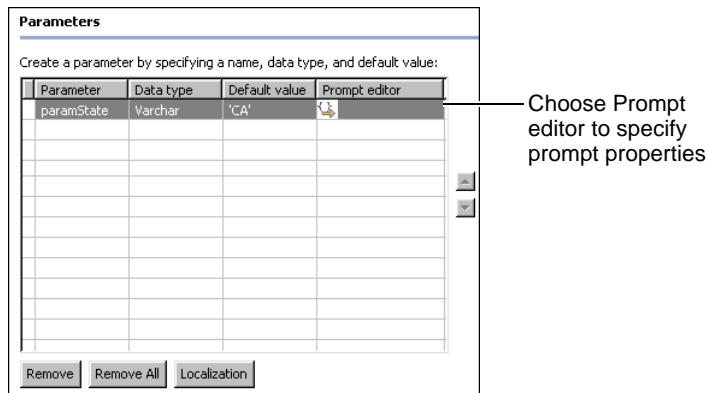 Parameters
Create a parameter by specifying a name, data type, and default value:
Parameter Data type Default value Prompt editor
paramState Varchar 'CA'
Choose Prompt
editor to specify
prompt properties
Remove Remove All Localization